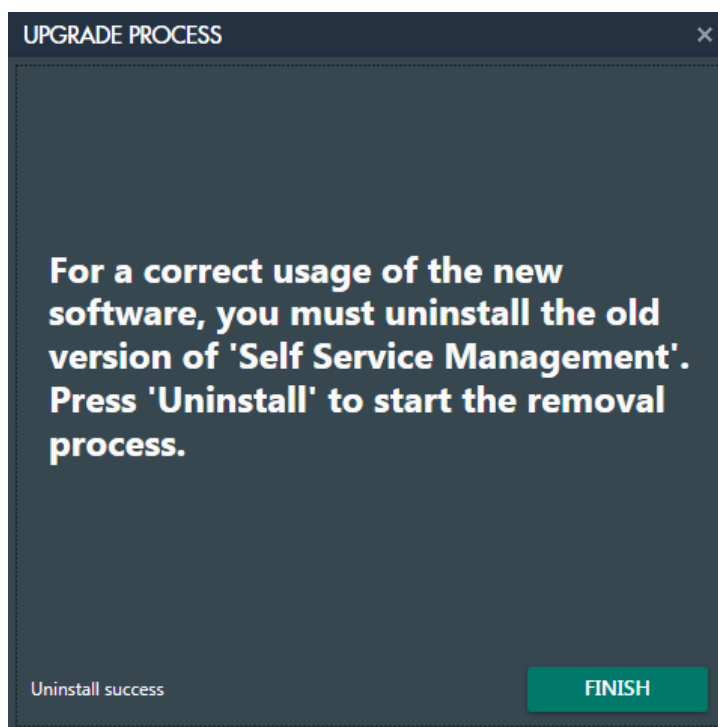 UPGRADE PROCESS
For a correct usage of the new
software, you must uninstall the old
version of 'Self Service Management'.
Press 'Uninstall' to start the removal
process.
Uninstall success
FINISH